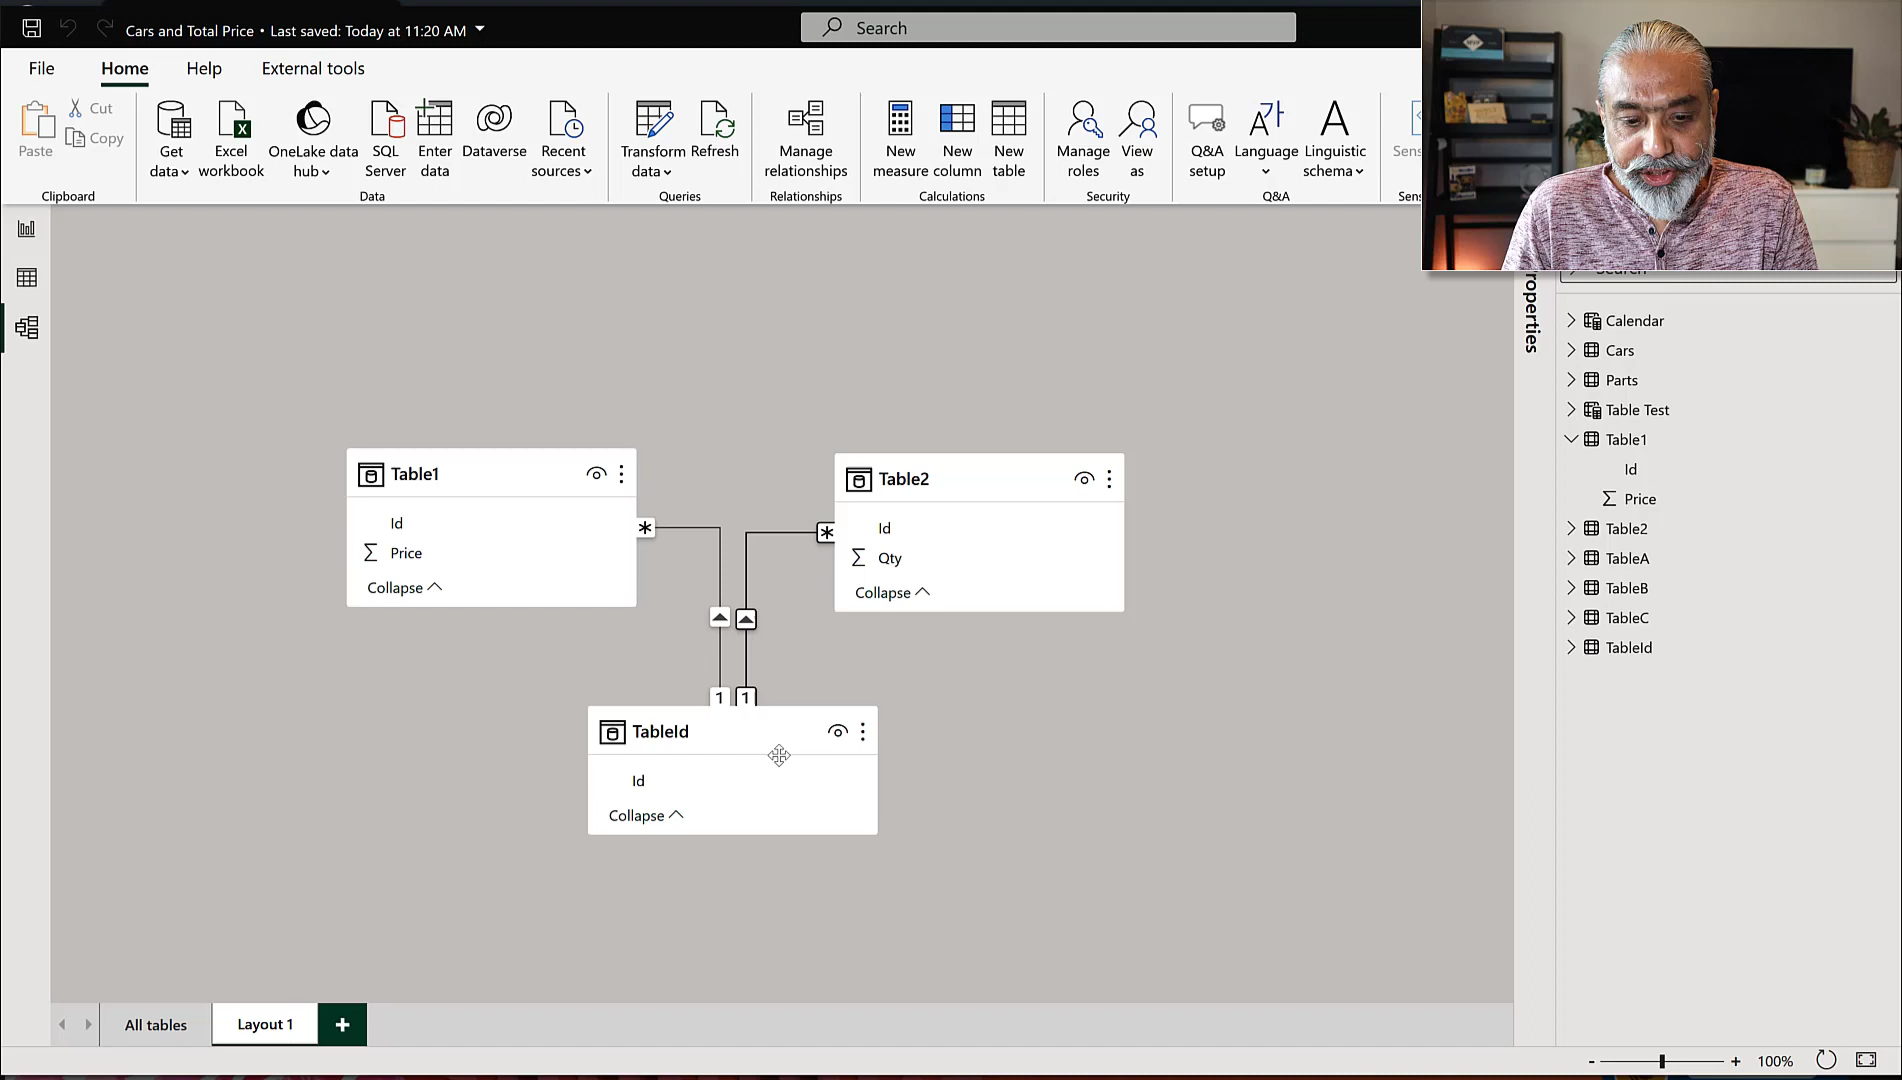 Cars and Total Price • Last saved: Today at 11:20 AM
Search
File Home Help External tools
Paste
Cut
Copy
Get data
Excel workbook
OneLake data hub
SQL Server
Enter data
Dataverse
Recent sources
Transform data
Refresh
Manage relationships
New measure
New column
New table
Manage roles
View as
Q&A setup
Language
Linguistic schema
Sens
Clipboard Data Queries Relationships Calculations Security Q&A Sens
Table1
Id
Σ Price
Collapse
*
Table2
Id
Σ Qty
Collapse
*
1 1
TableId
Id
Collapse
roperties
Search
Calendar
Cars
Parts
Table Test
Table1
Id
Σ Price
Table2
TableA
TableB
TableC
TableId
All tables Layout 1 +
- + 100%